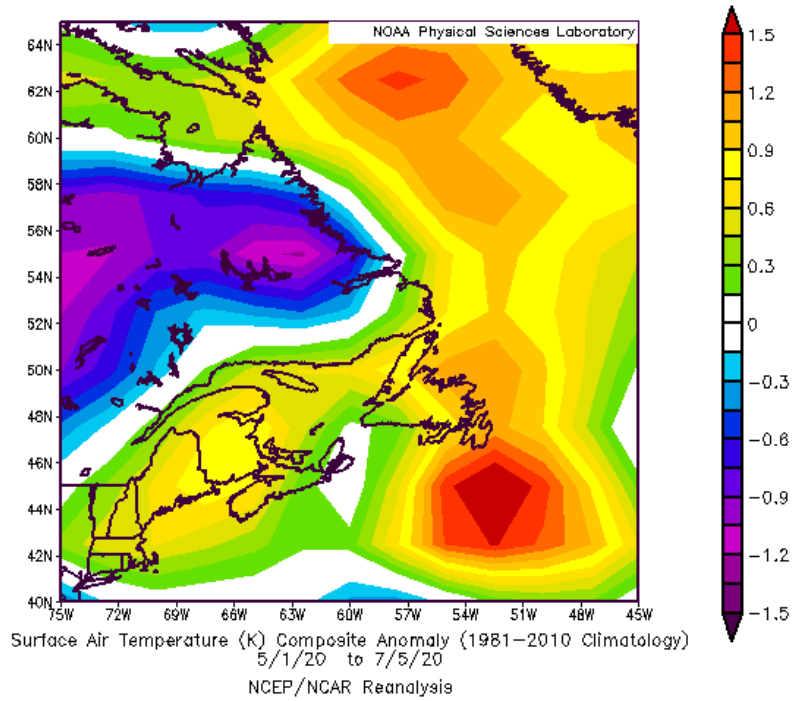 NOAA Physical Sciences Laboratory
64N
62N
60N
58N
56N
54N
52N
50N
48N
46N
44N
42N
40N
75W 72W 69W 66W 63W 60W 57W 54W 51W 48W 45W
1.5
1.2
0.9
0.6
0.3
0
−0.3
−0.6
−0.9
−1.2
−1.5
Surface Air Temperature (K) Composite Anomaly (1981−2010 Climatology)
5/1/20 to 7/5/20
NCEP/NCAR Reanalysis